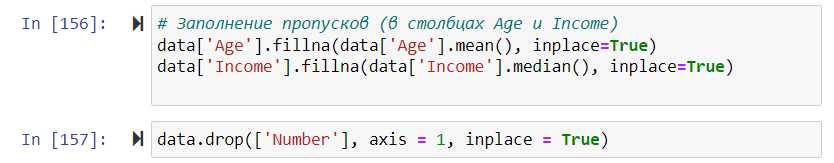 In [156]:
# Заполнение пропусков (в столбцах Age и Income)
data['Age'].fillna(data['Age'].mean(), inplace=True)
data['Income'].fillna(data['Income'].median(), inplace=True)
In [157]:
data.drop(['Number'], axis = 1, inplace = True)